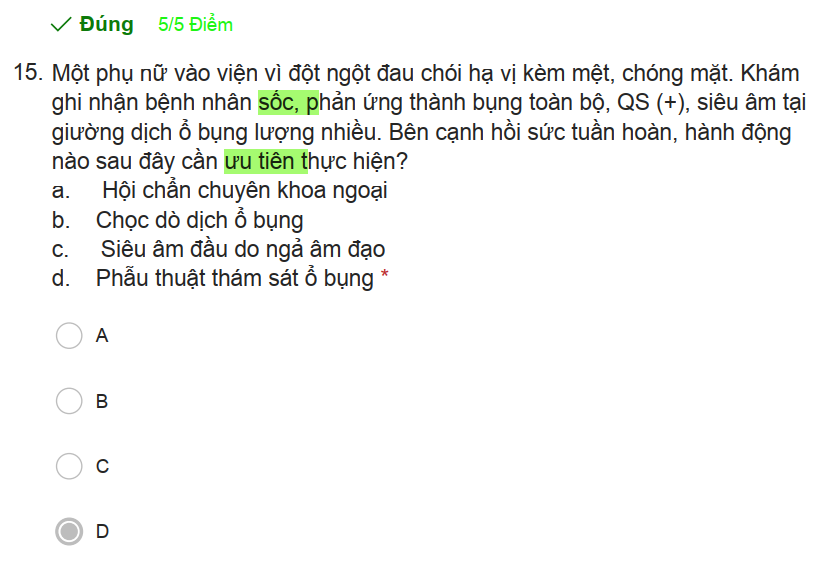 Đúng 5/5 Điểm
15. Một phụ nữ vào viện vì đột ngột đau chói hạ vị kèm mệt, chóng mặt. Khám
ghi nhận bệnh nhân sốc, phản ứng thành bụng toàn bộ, QS (+), siêu âm tại
giường dịch ổ bụng lượng nhiều. Bên cạnh hồi sức tuần hoàn, hành động
nào sau đây cần ưu tiên thực hiện?
a. Hội chẩn chuyên khoa ngoại
b. Chọc dò dịch ổ bụng
c. Siêu âm đầu do ngả âm đạo
d. Phẫu thuật thám sát ổ bụng *
A
B
C
D